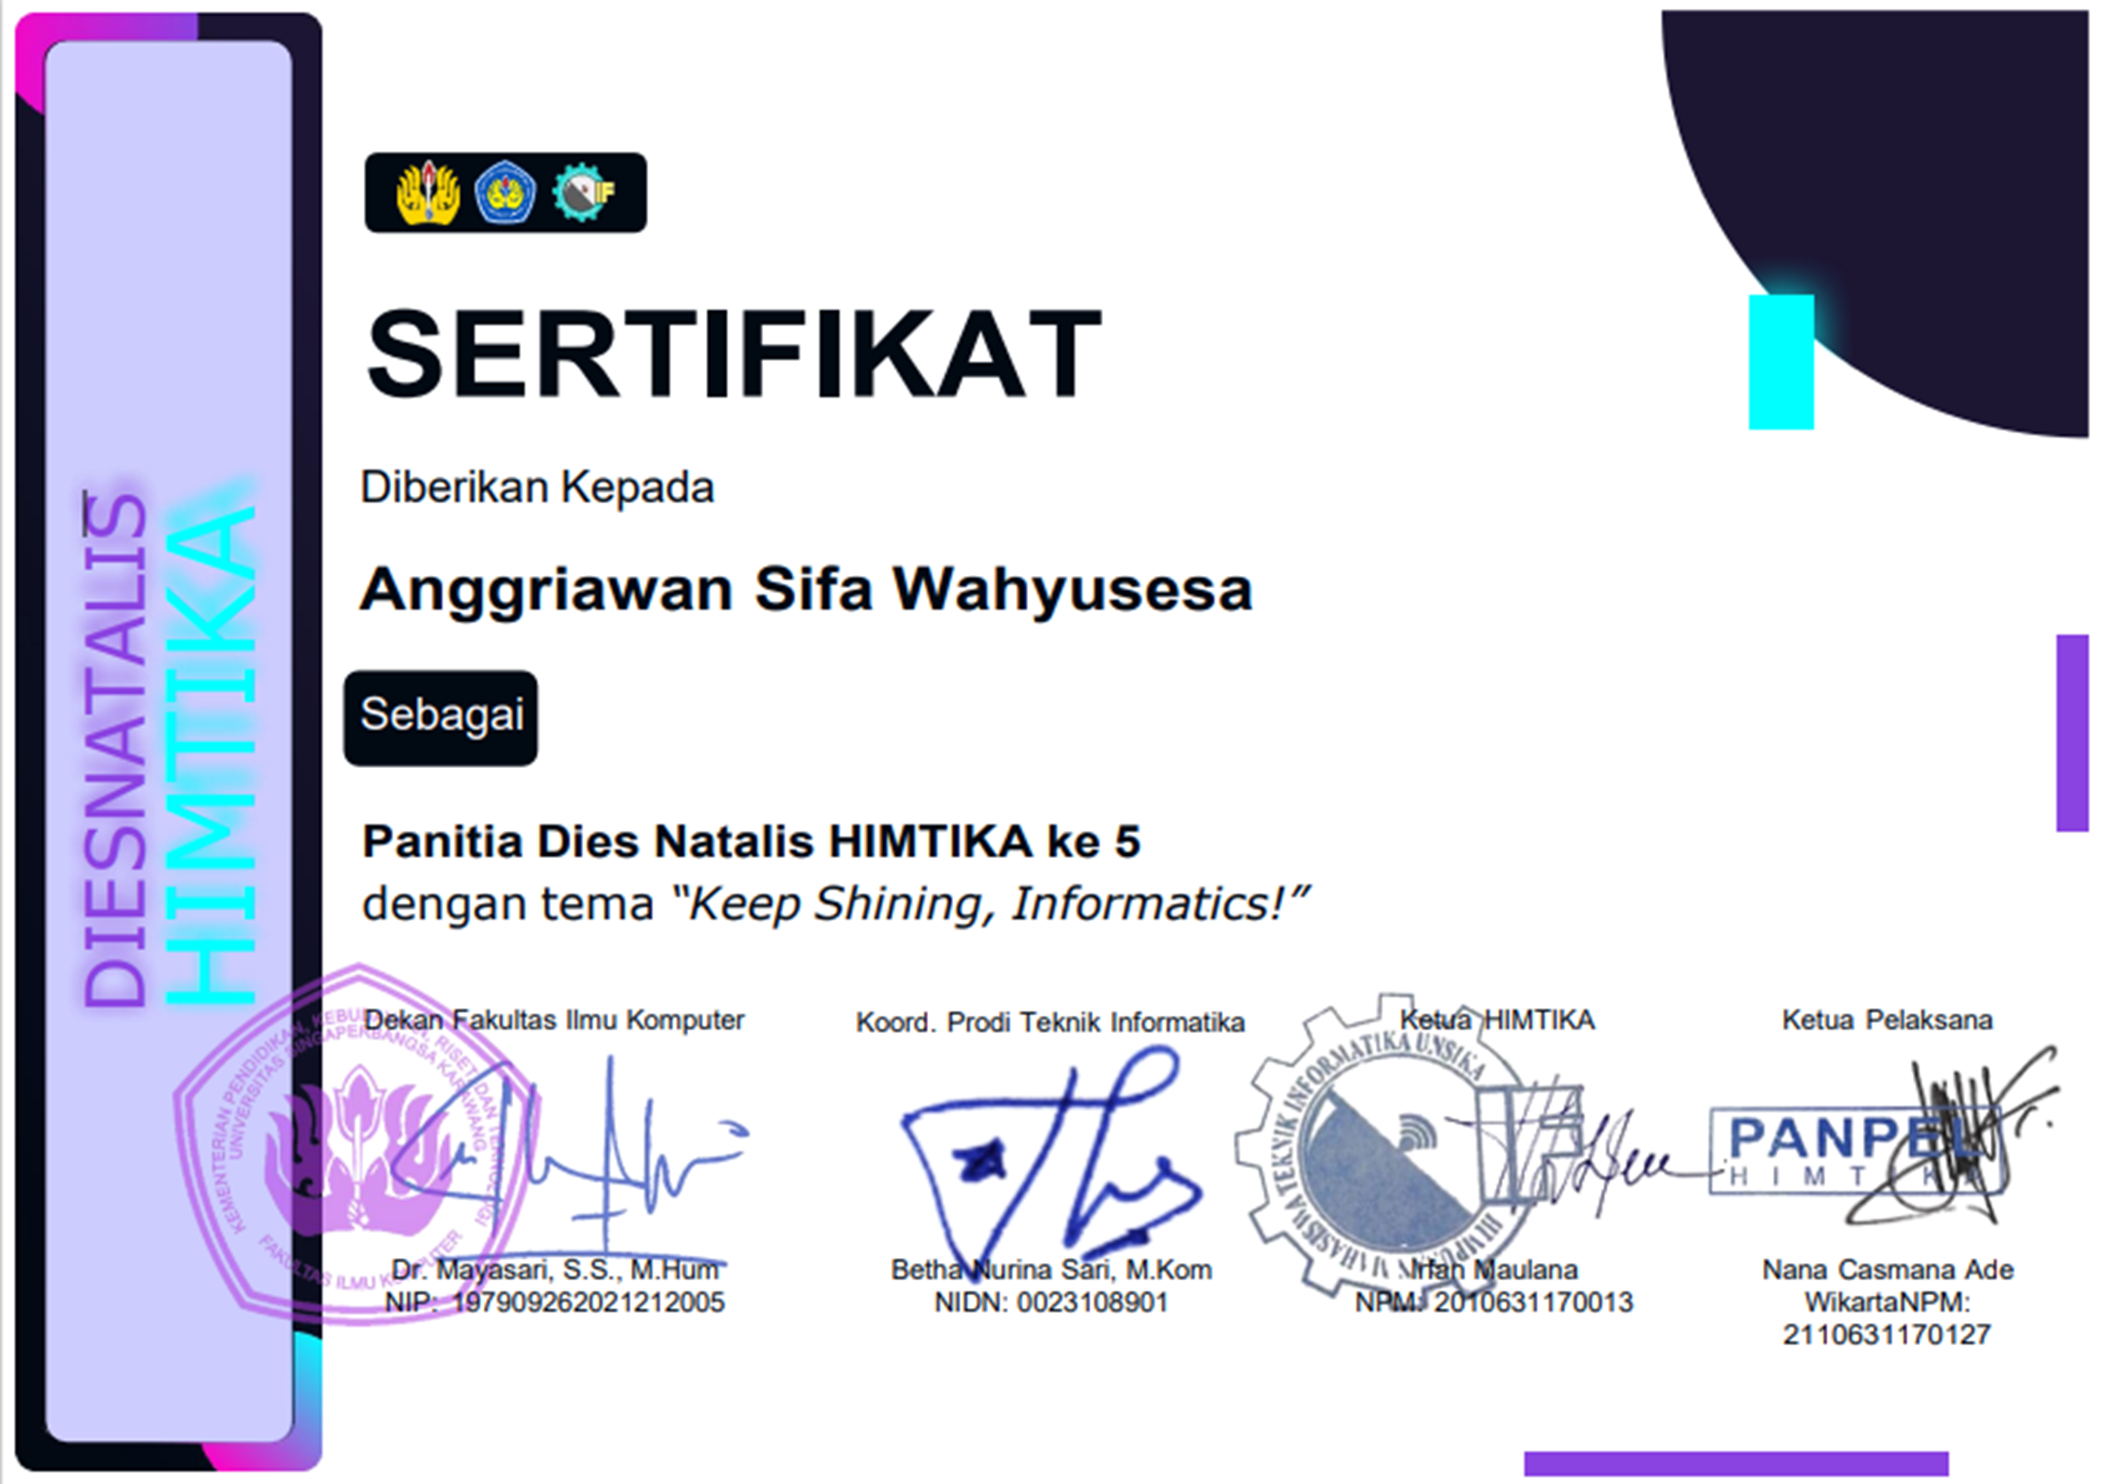 DIESNATALIS
HIMTIKA
IF
SERTIFIKAT
Diberikan Kepada
Anggriawan Sifa Wahyusesa
Sebagai
Panitia Dies Natalis HIMTIKA ke 5
dengan tema “Keep Shining, Informatics!”
Dekan Fakultas Ilmu Komputer
Koord. Prodi Teknik Informatika
Ketua HIMTIKA
Ketua Pelaksana
KEMENTERIAN PENDIDIKAN, KEBUDAYAAN, RISET DAN TEKNOLOGI
UNIVERSITAS SINGAPERBANGSA KARAWANG
FAKULTAS ILMU KOMPUTER
HIMPUNAN MAHASISWA TEKNIK INFORMATIKA UNSIKA
IF
PANPEL
HIMTIKA
Dr. Mayasari, S.S., M.Hum
NIP: 197909262021212005
Betha Nurina Sari, M.Kom
NIDN: 0023108901
Irfan Maulana
NPM: 2010631170013
Nana Casmana Ade
WikartaNPM:
2110631170127